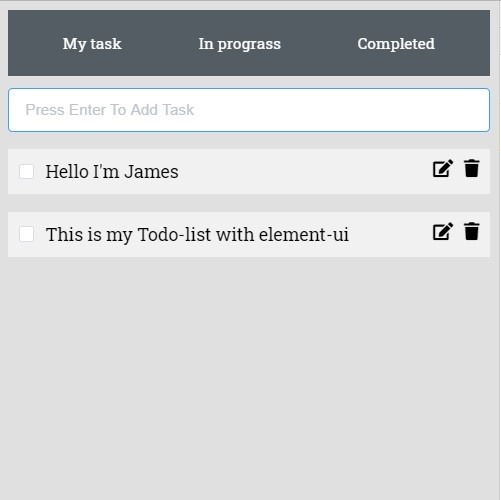 My task In prograss Completed
Press Enter To Add Task
Hello I'm James
This is my Todo-list with element-ui